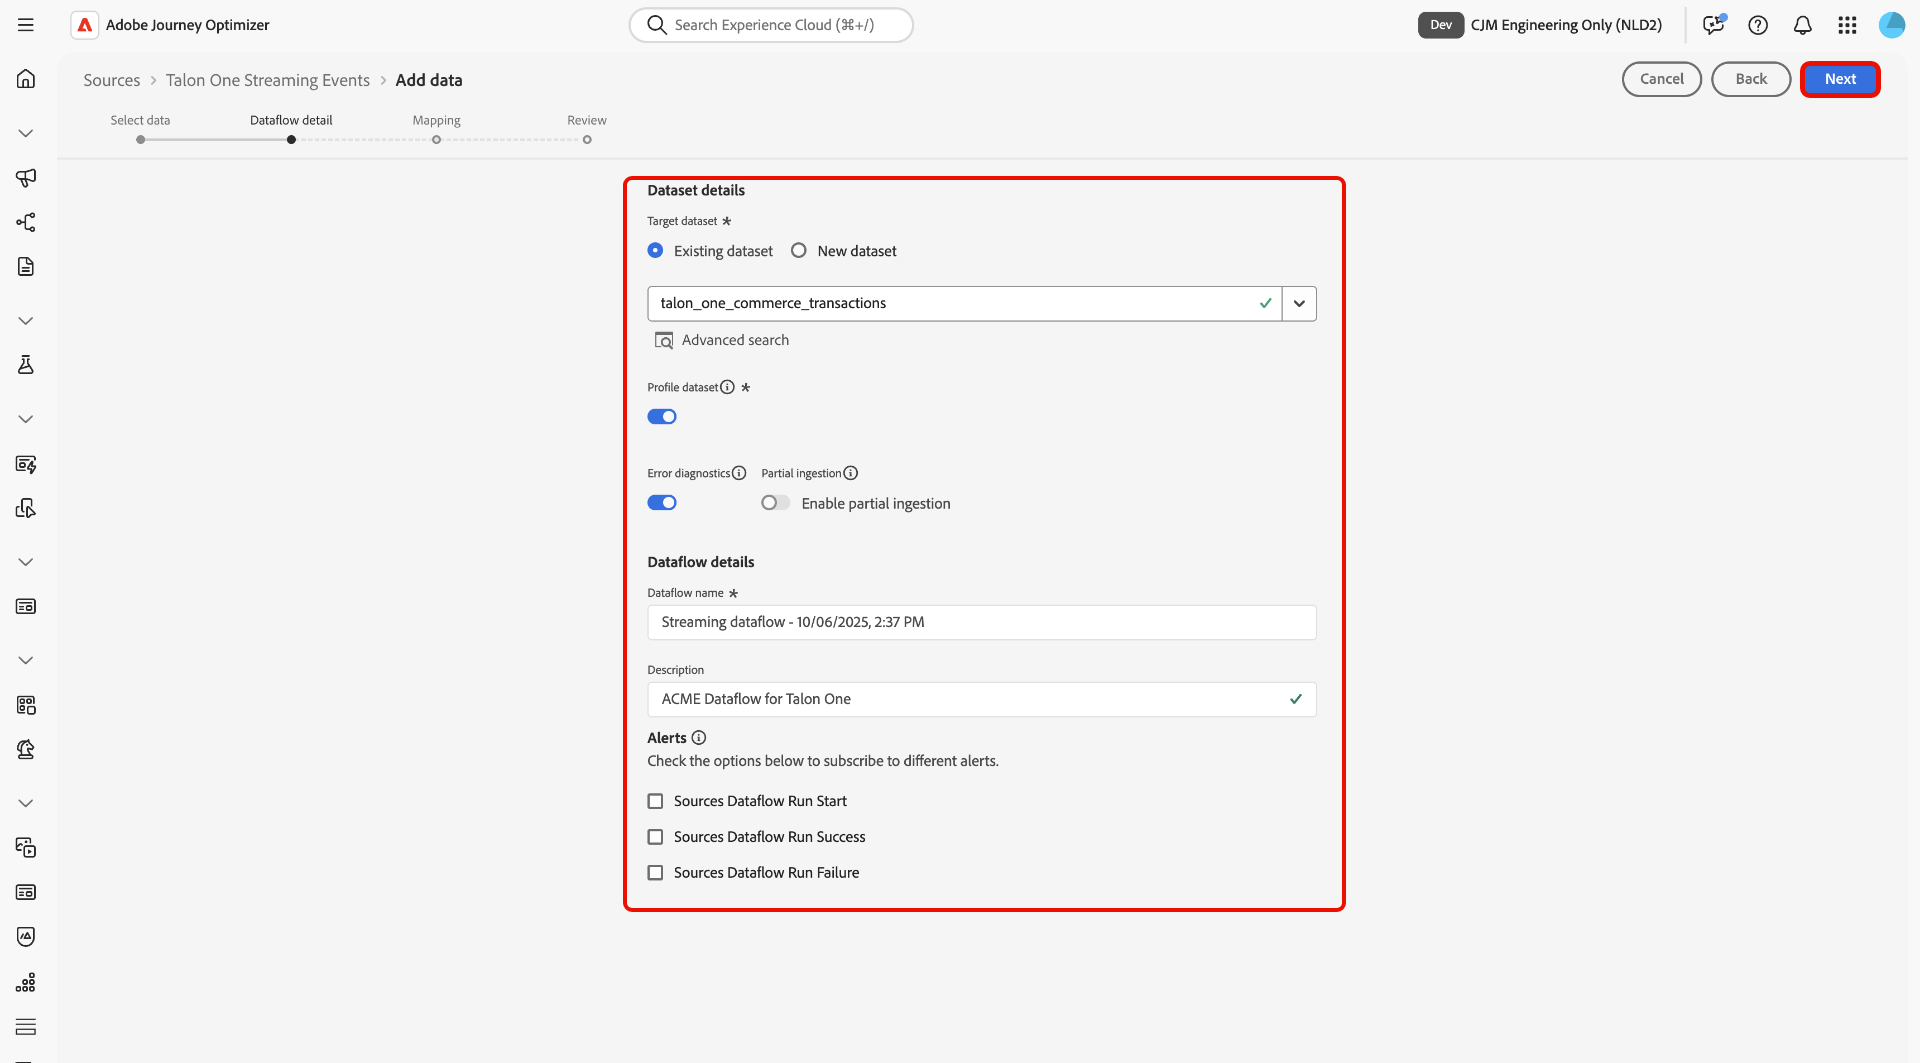 Adobe Journey Optimizer
Search Experience Cloud (⌘+/)
Dev CJM Engineering Only (NLD2)
Sources > Talon One Streaming Events > Add data
Cancel Back Next
Select data Dataflow detail Mapping Review
Dataset details
Target dataset *
Existing dataset New dataset
talon_one_commerce_transactions
Advanced search
Profile dataset *
Error diagnostics Partial ingestion
Enable partial ingestion
Dataflow details
Dataflow name *
Streaming dataflow - 10/06/2025, 2:37 PM
Description
ACME Dataflow for Talon One
Alerts
Check the options below to subscribe to different alerts.
Sources Dataflow Run Start
Sources Dataflow Run Success
Sources Dataflow Run Failure